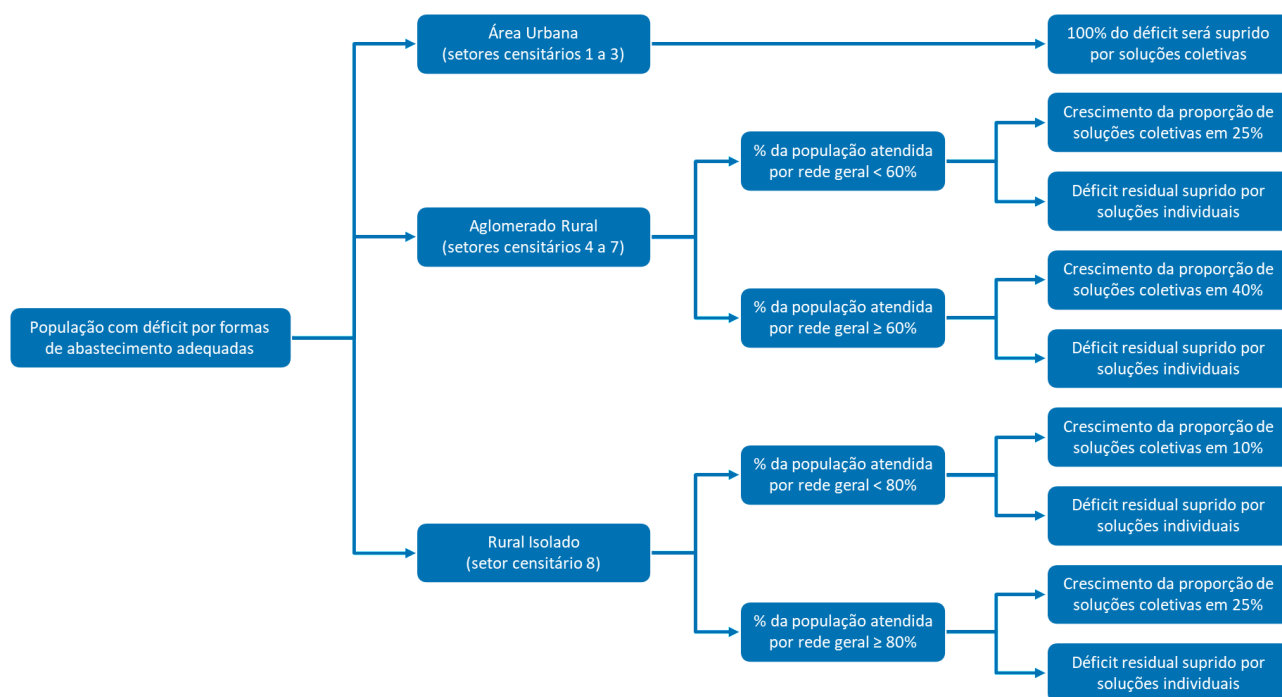 Área Urbana
(setores censitários 1 a 3)
100% do déficit será suprido
por soluções coletivas
Crescimento da proporção de
soluções coletivas em 25%
% da população atendida
por rede geral < 60%
Déficit residual suprido por
soluções individuais
Aglomerado Rural
(setores censitários 4 a 7)
Crescimento da proporção de
soluções coletivas em 40%
% da população atendida
por rede geral ≥ 60%
Déficit residual suprido por
soluções individuais
População com déficit por formas
de abastecimento adequadas
Crescimento da proporção de
soluções coletivas em 10%
% da população atendida
por rede geral < 80%
Déficit residual suprido por
soluções individuais
Rural Isolado
(setor censitário 8)
Crescimento da proporção de
soluções coletivas em 25%
% da população atendida
por rede geral ≥ 80%
Déficit residual suprido por
soluções individuais